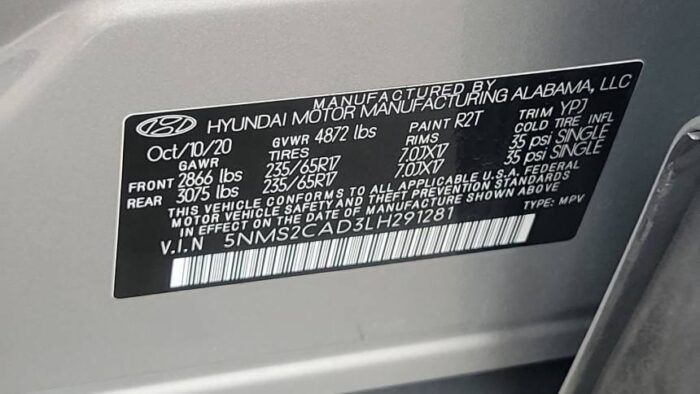 MANUFACTURED BY
HYUNDAI MOTOR MANUFACTURING ALABAMA, LLC
Oct/10/20 GVWR 4872 lbs PAINT R2T TRIM YPJ
GAWR TIRES RIMS COLD TIRE INFL
FRONT 2866 lbs 235/65R17 7.0JX17 35 psi SINGLE
REAR 3075 lbs 235/65R17 7.0JX17 35 psi SINGLE
THIS VEHICLE CONFORMS TO ALL APPLICABLE U.S.A. FEDERAL
MOTOR VEHICLE SAFETY AND THEFT PREVENTION STANDARDS
IN EFFECT ON THE DATE OF MANUFACTURE SHOWN ABOVE
V.I.N 5NMS2CAD3LH291281 TYPE: MPV